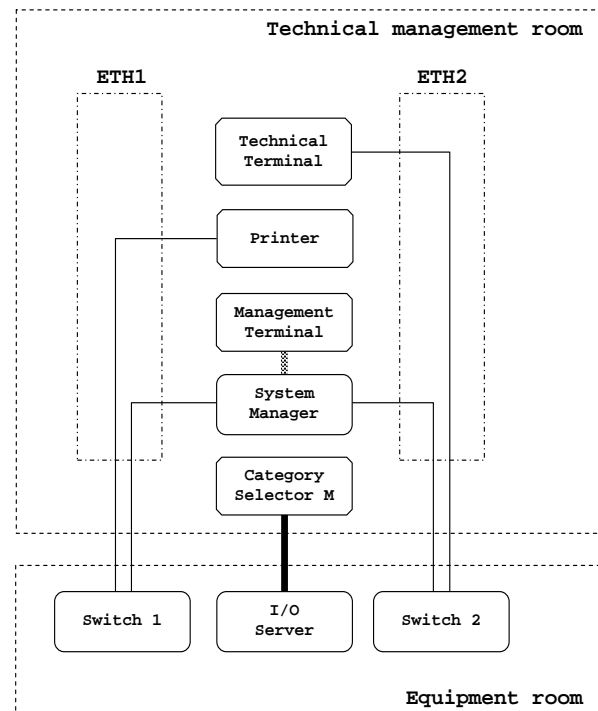 Technical management room
ETH1
ETH2
Technical
Terminal
Printer
Management
Terminal
System
Manager
Category
Selector M
Switch 1
I/O
Server
Switch 2
Equipment room